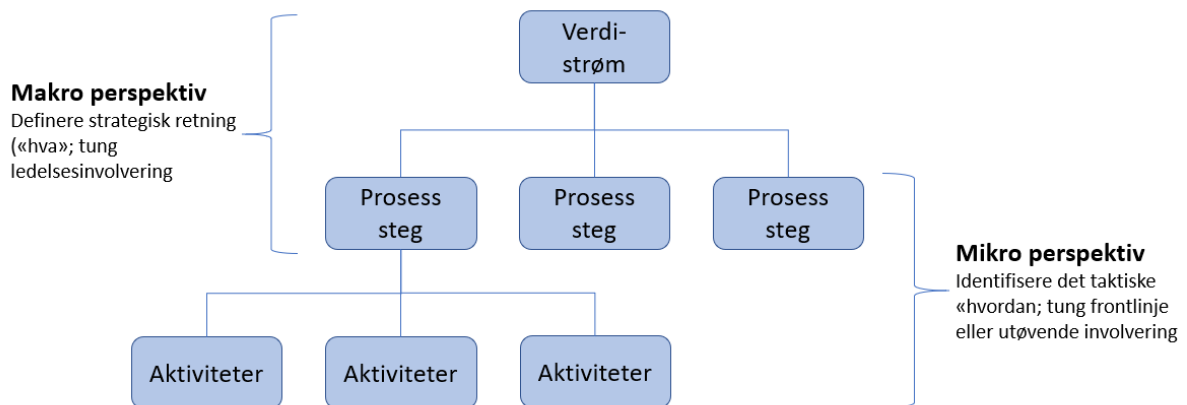 Verdi-
strøm
Makro perspektiv
Definere strategisk retning
(«hva»; tung
ledelsesinvolvering
Prosess
steg
Prosess
steg
Prosess
steg
Mikro perspektiv
Identifisere det taktiske
«hvordan; tung frontlinje
eller utøvende involvering
Aktiviteter
Aktiviteter
Aktiviteter